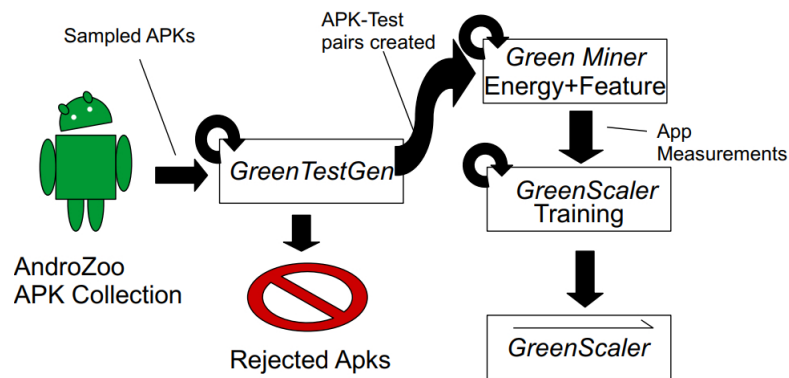 Sampled APKs
APK-Test
pairs created
Green Miner
Energy+Feature
App
Measurements
GreenTestGen
GreenScaler
Training
AndroZoo
APK Collection
Rejected Apks
GreenScaler